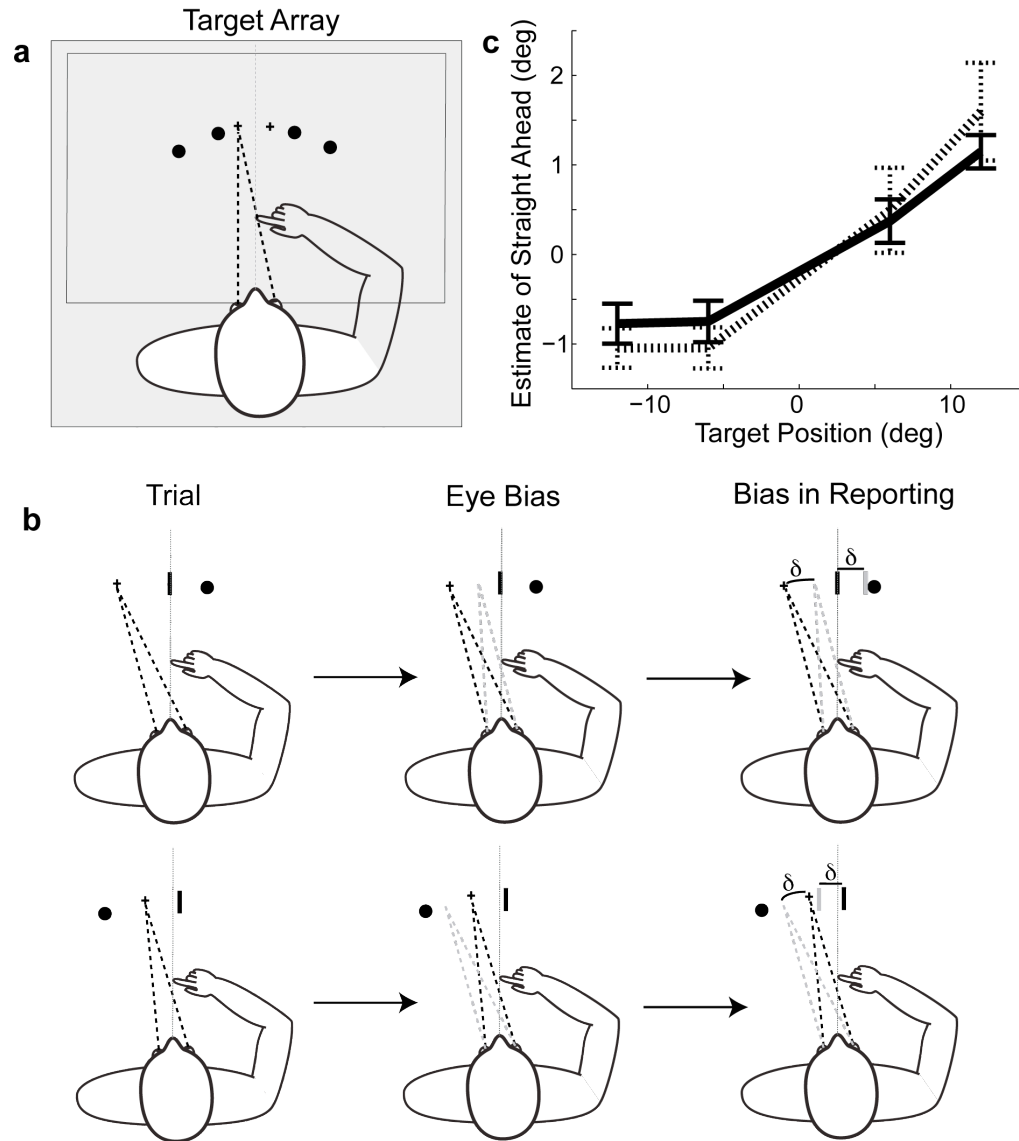 Target Array
a
c
Estimate of Straight Ahead (deg)
2
1
0
−1
−10
0
10
Target Position (deg)
b
Trial
Eye Bias
Bias in Reporting
δ
δ
δ
δ